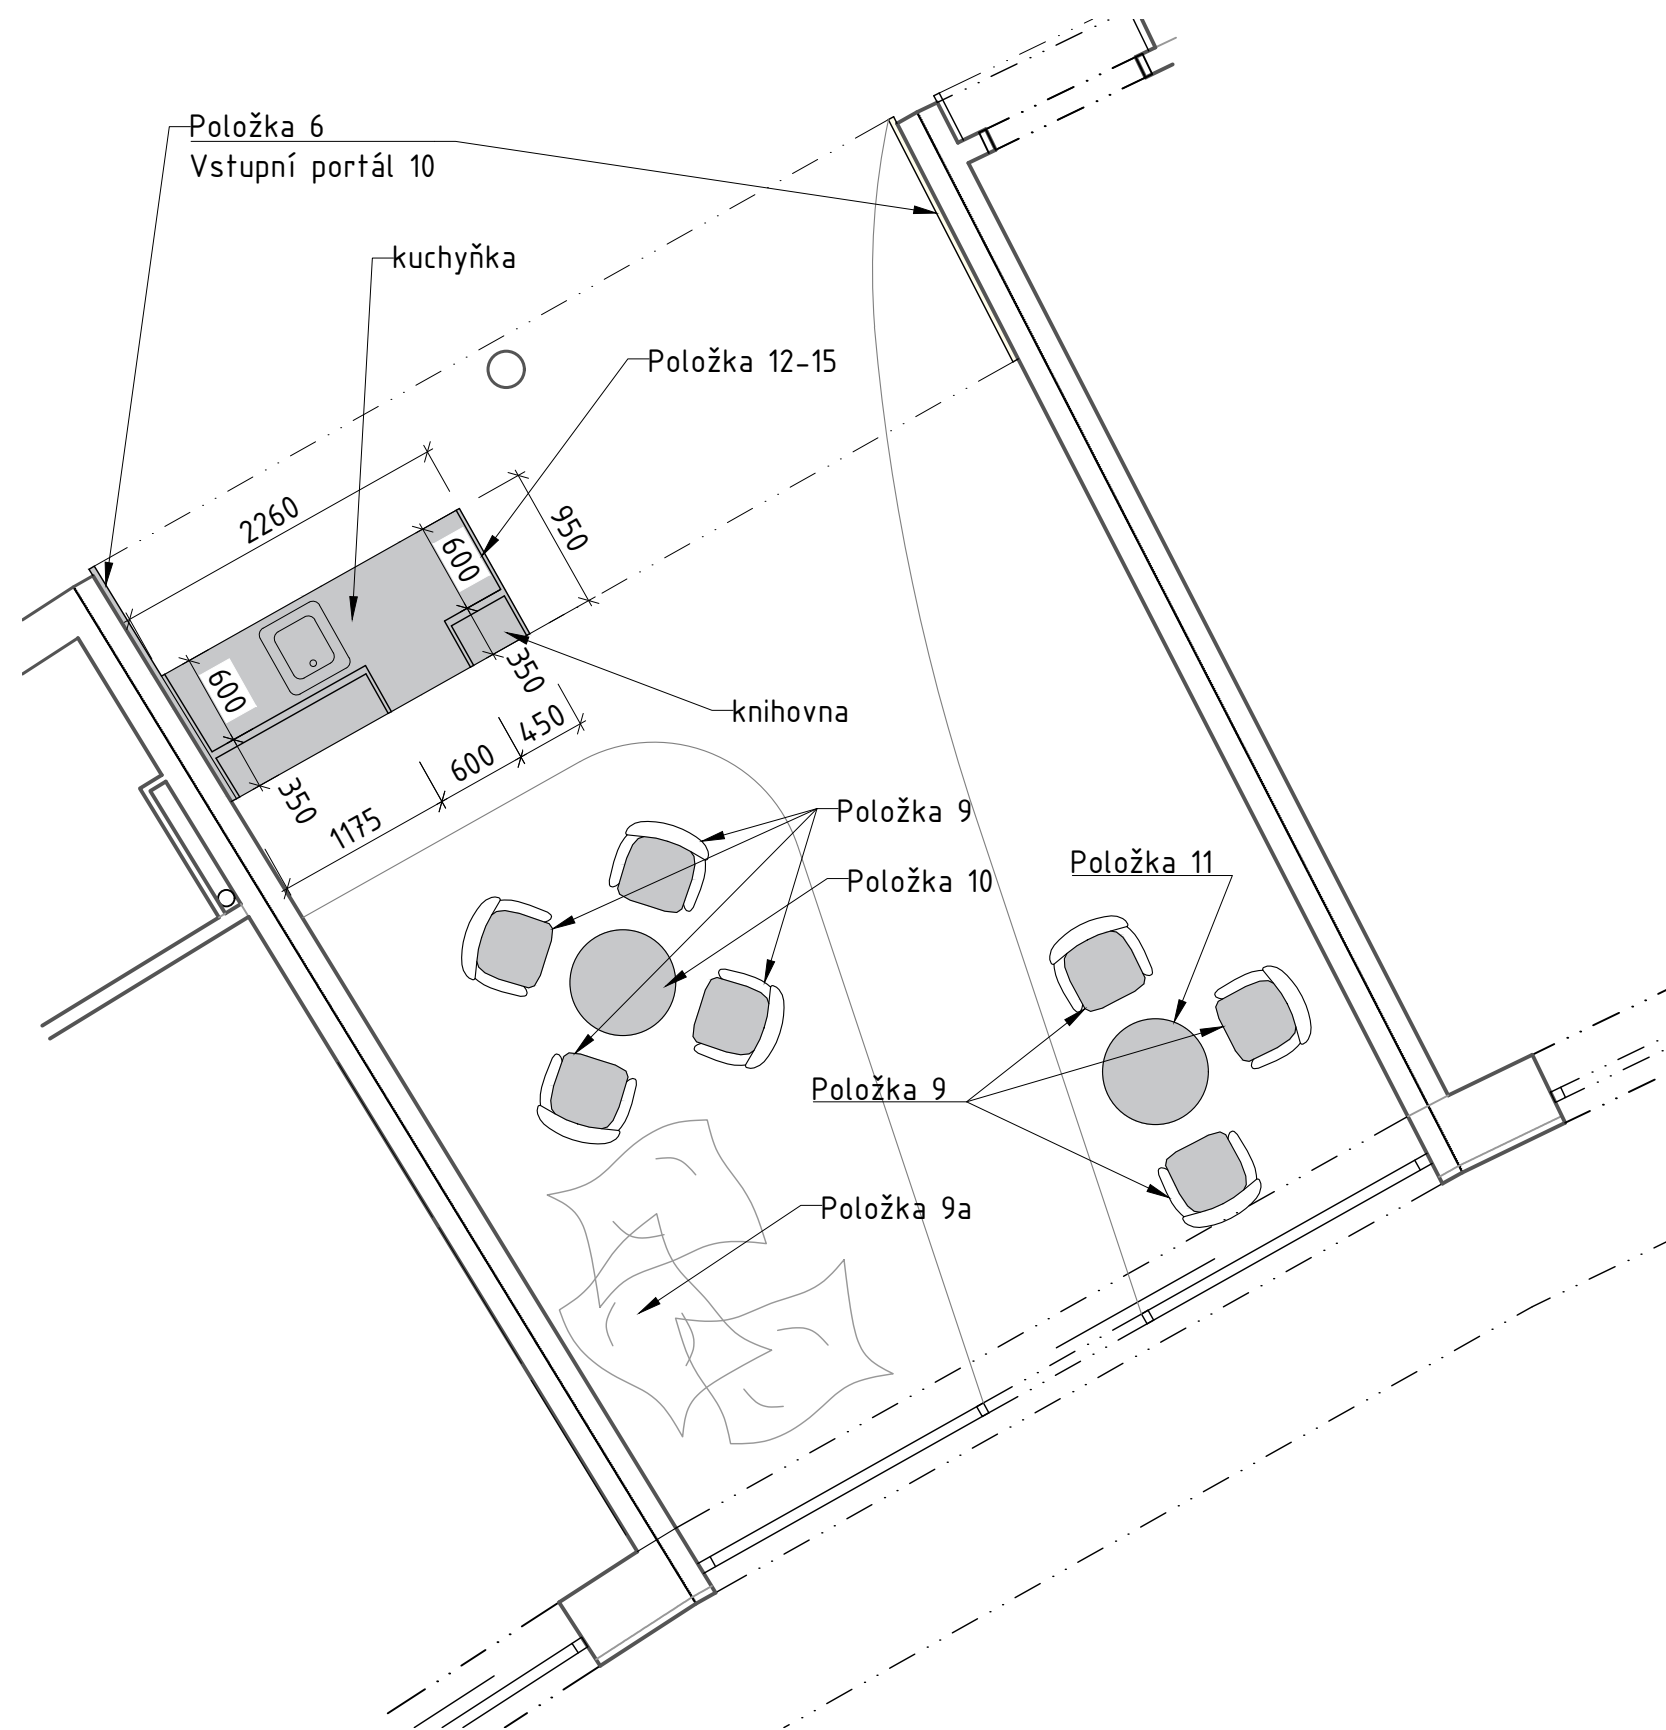 Položka 6
Vstupní portál 10
kuchyňka
Položka 12-15
2260
950
600
600
350
knihovna
450
600
350
1175
Položka 9
Položka 10
Položka 11
Položka 9
Položka 9a